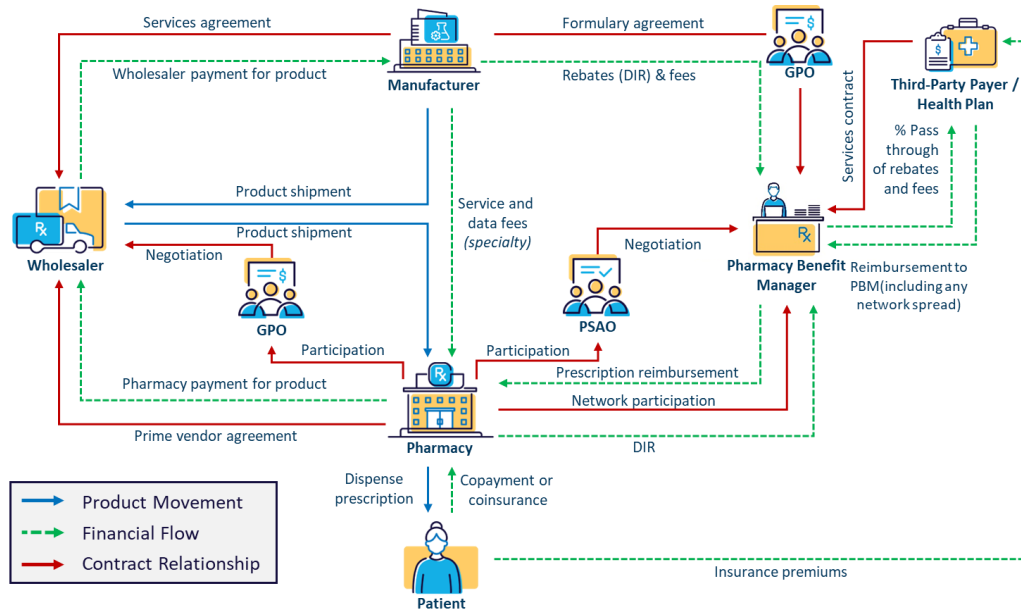 Services agreement
Formulary agreement
Wholesaler payment for product
Manufacturer
Rebates (DIR) & fees
$
GPO
$
Third-Party Payer /
Health Plan
Services contract
% Pass
through
of rebates
and fees
Product shipment
Rx
Wholesaler
Product shipment
Negotiation
$
GPO
Service and
data fees
(specialty)
Negotiation
PSAO
Rx
Pharmacy Benefit
Manager
Reimbursement to
PBM(including any
network spread)
Participation
Participation
Pharmacy payment for product
Rx
Prescription reimbursement
Network participation
Prime vendor agreement
Pharmacy
DIR
Dispense
prescription
Copayment or
coinsurance
Product Movement
Financial Flow
Contract Relationship
Patient
Insurance premiums